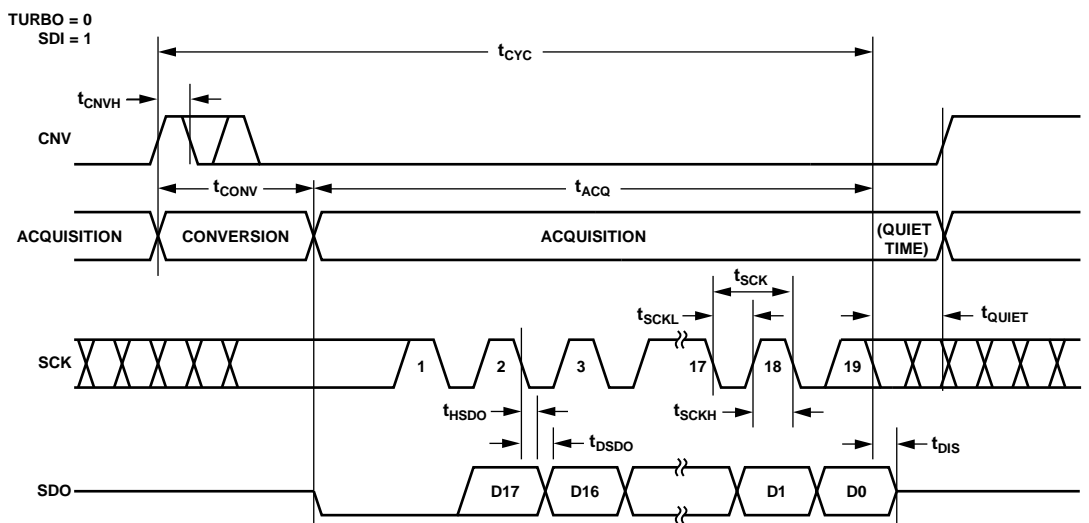 TURBO = 0
SDI = 1
tCYC
tCNVH
CNV
tCONV
tACQ
ACQUISITION
CONVERSION
ACQUISITION
(QUIET
TIME)
tSCK
tSCKL
tQUIET
SCK
1
2
3
17
18
19
tHSDO
tDSDO
tSCKH
tDIS
SDO
D17
D16
D1
D0